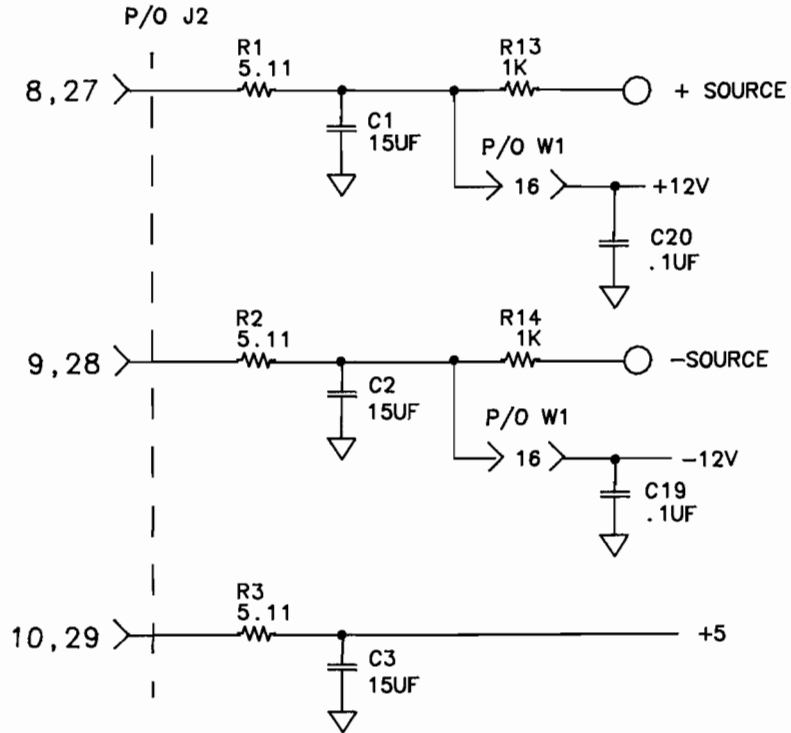 P/O J2
R1
5.11
R13
1K
8,27
+ SOURCE
C1
15UF
P/O W1
16
+12V
C20
.1UF
R2
5.11
R14
1K
9,28
-SOURCE
C2
15UF
P/O W1
16
-12V
C19
.1UF
R3
5.11
10,29
+5
C3
15UF